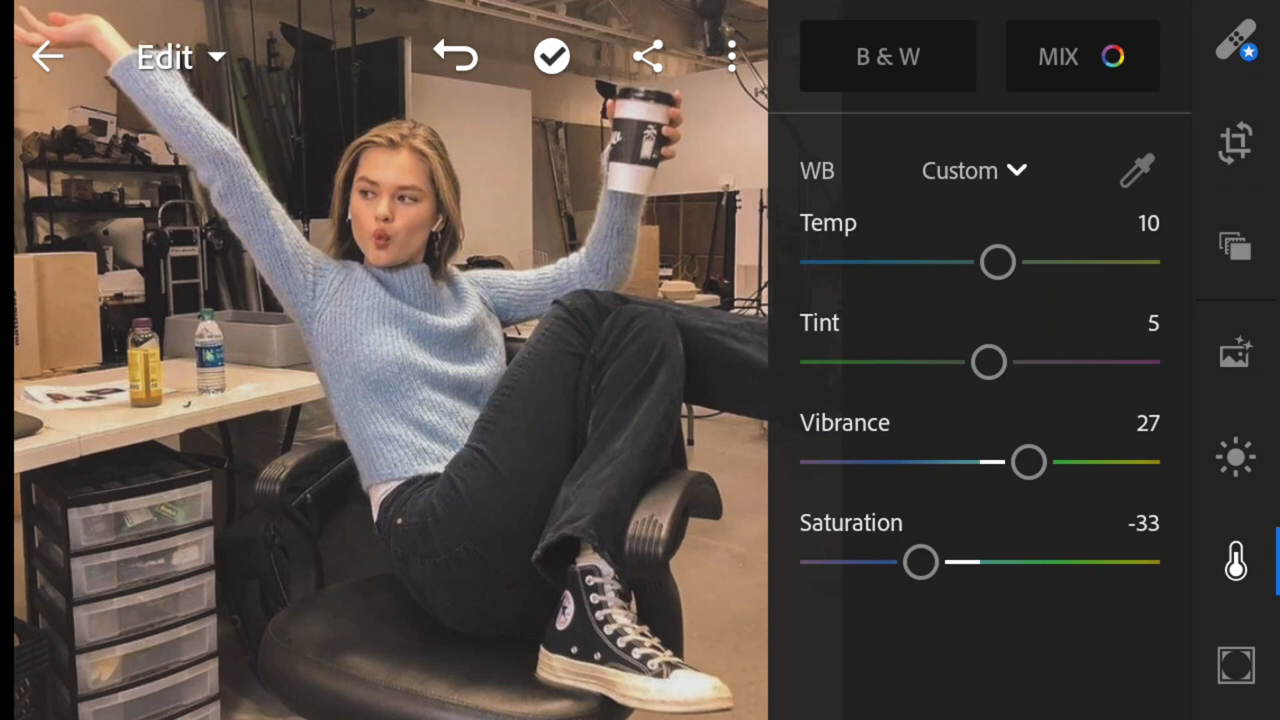 Edit
B & W
MIX
WB
Custom
Temp
10
Tint
5
Vibrance
27
Saturation
-33